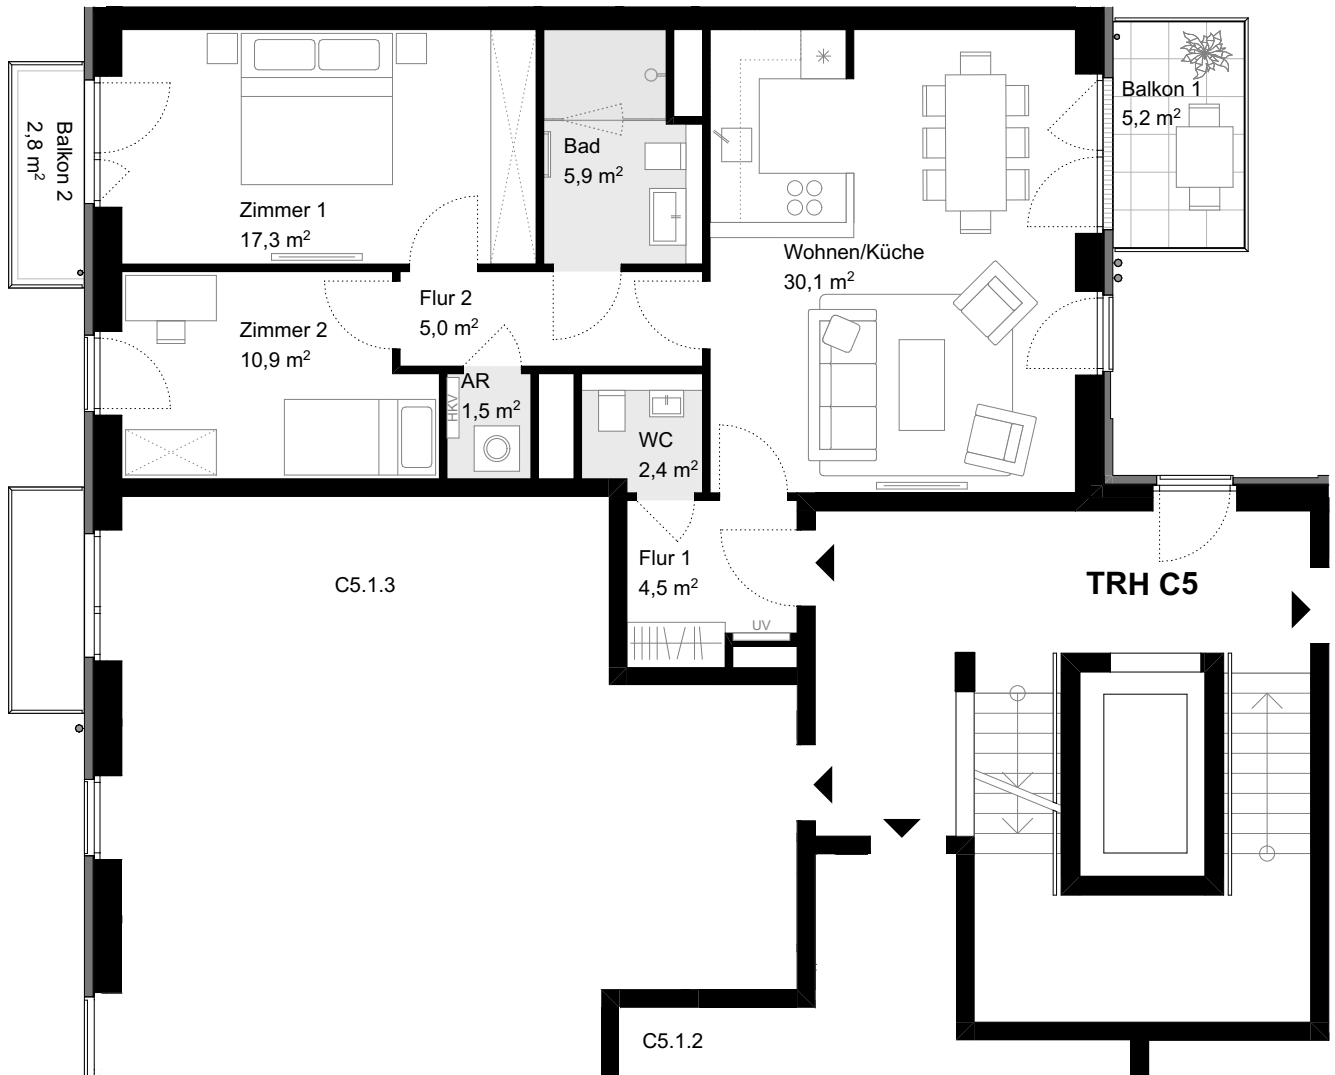 Balkon 1
5,2 m²
Balkon 2
2,8 m²
Bad
5,9 m²
Zimmer 1
17,3 m²
Wohnen/Küche
30,1 m²
Flur 2
5,0 m²
Zimmer 2
10,9 m²
AR
1,5 m²
HKV
WC
2,4 m²
Flur 1
4,5 m²
UV
C5.1.3
TRH C5
C5.1.2